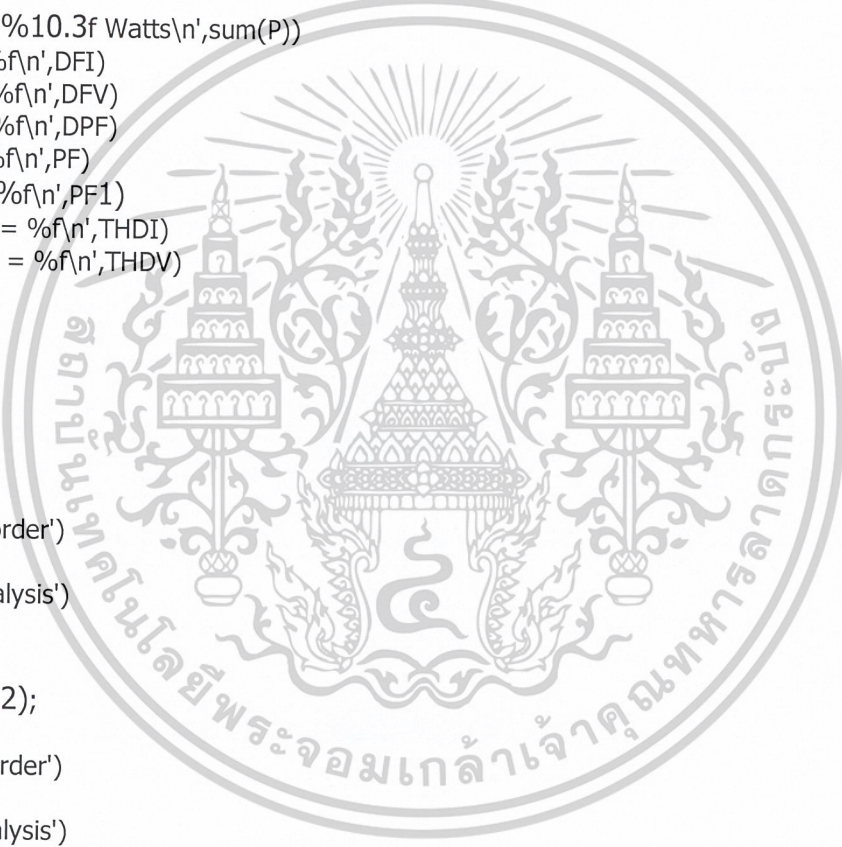 %10.3f Watts\n',sum(P))
%f\n',DFI)
%f\n',DFV)
%f\n',DPF)
%f\n',PF)
%f\n',PF1)
= %f\n',THDI)
= %f\n',THDV)
order')
alysis')
2);
rder')
alysis')
สถาบันเทคโนโลยีพระจอมเกล้าเจ้าคุณทหารลาดกระบัง